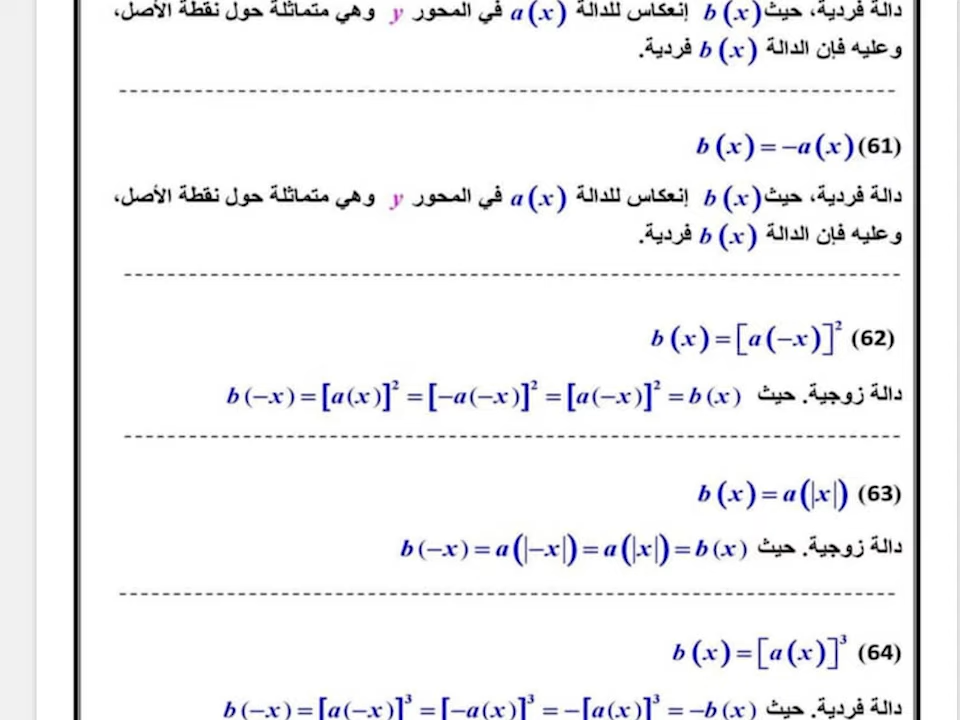 دالة فردية، حيث b(x) إنعكاس للدالة a(x) في المحور y وهي متماثلة حول نقطة الأصل،
وعليه فإن الدالة b(x) فردية.
(61) b(x) = −a(x)
دالة فردية، حيث b(x) إنعكاس للدالة a(x) في المحور y وهي متماثلة حول نقطة الأصل،
وعليه فإن الدالة b(x) فردية.
(62) b(x) = [a(−x)]²
دالة زوجية. حيث b(−x) = [a(x)]² = [−a(−x)]² = [a(−x)]² = b(x)
(63) b(x) = a(|x|)
دالة زوجية. حيث b(−x) = a(|−x|) = a(|x|) = b(x)
(64) b(x) = [a(x)]³
دالة فردية. حيث b(−x) = [a(−x)]³ = [−a(x)]³ = −[a(x)]³ = −b(x)